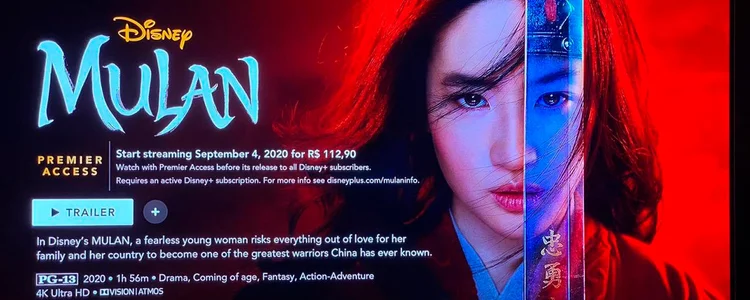 Disney
MULAN
PREMIER
ACCESS
Start streaming September 4, 2020 for R$ 112,90
Watch with Premier Access before its release to all Disney+ subscribers.
Requires an active Disney+ subscription. For more info see disneyplus.com/mulaninfo.
TRAILER
+
In Disney's MULAN, a fearless young woman risks everything out of love for her
family and her country to become one of the greatest warriors China has ever known.
PG-13 2020 • 1h 56m • Drama, Coming of age, Fantasy, Action-Adventure
4K Ultra HD • VISION | ATMOS
忠
勇